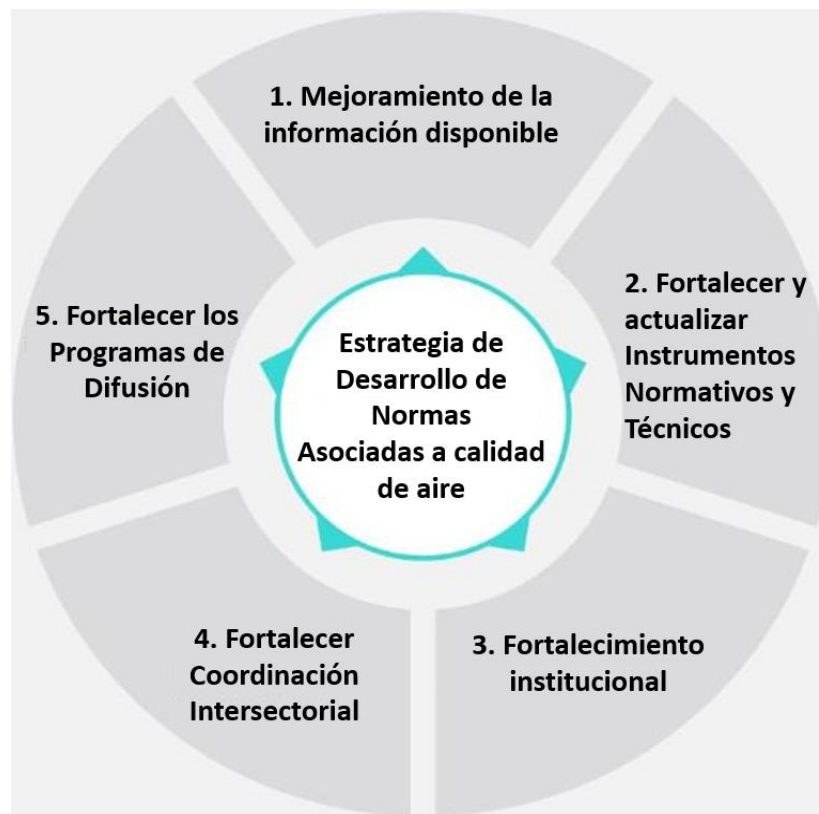 1. Mejoramiento de la
información disponible
2. Fortalecer y
actualizar
Instrumentos
Normativos y
Técnicos
3. Fortalecimiento
institucional
4. Fortalecer
Coordinación
Intersectorial
5. Fortalecer los
Programas de
Difusión
Estrategia de
Desarrollo de
Normas
Asociadas a calidad
de aire